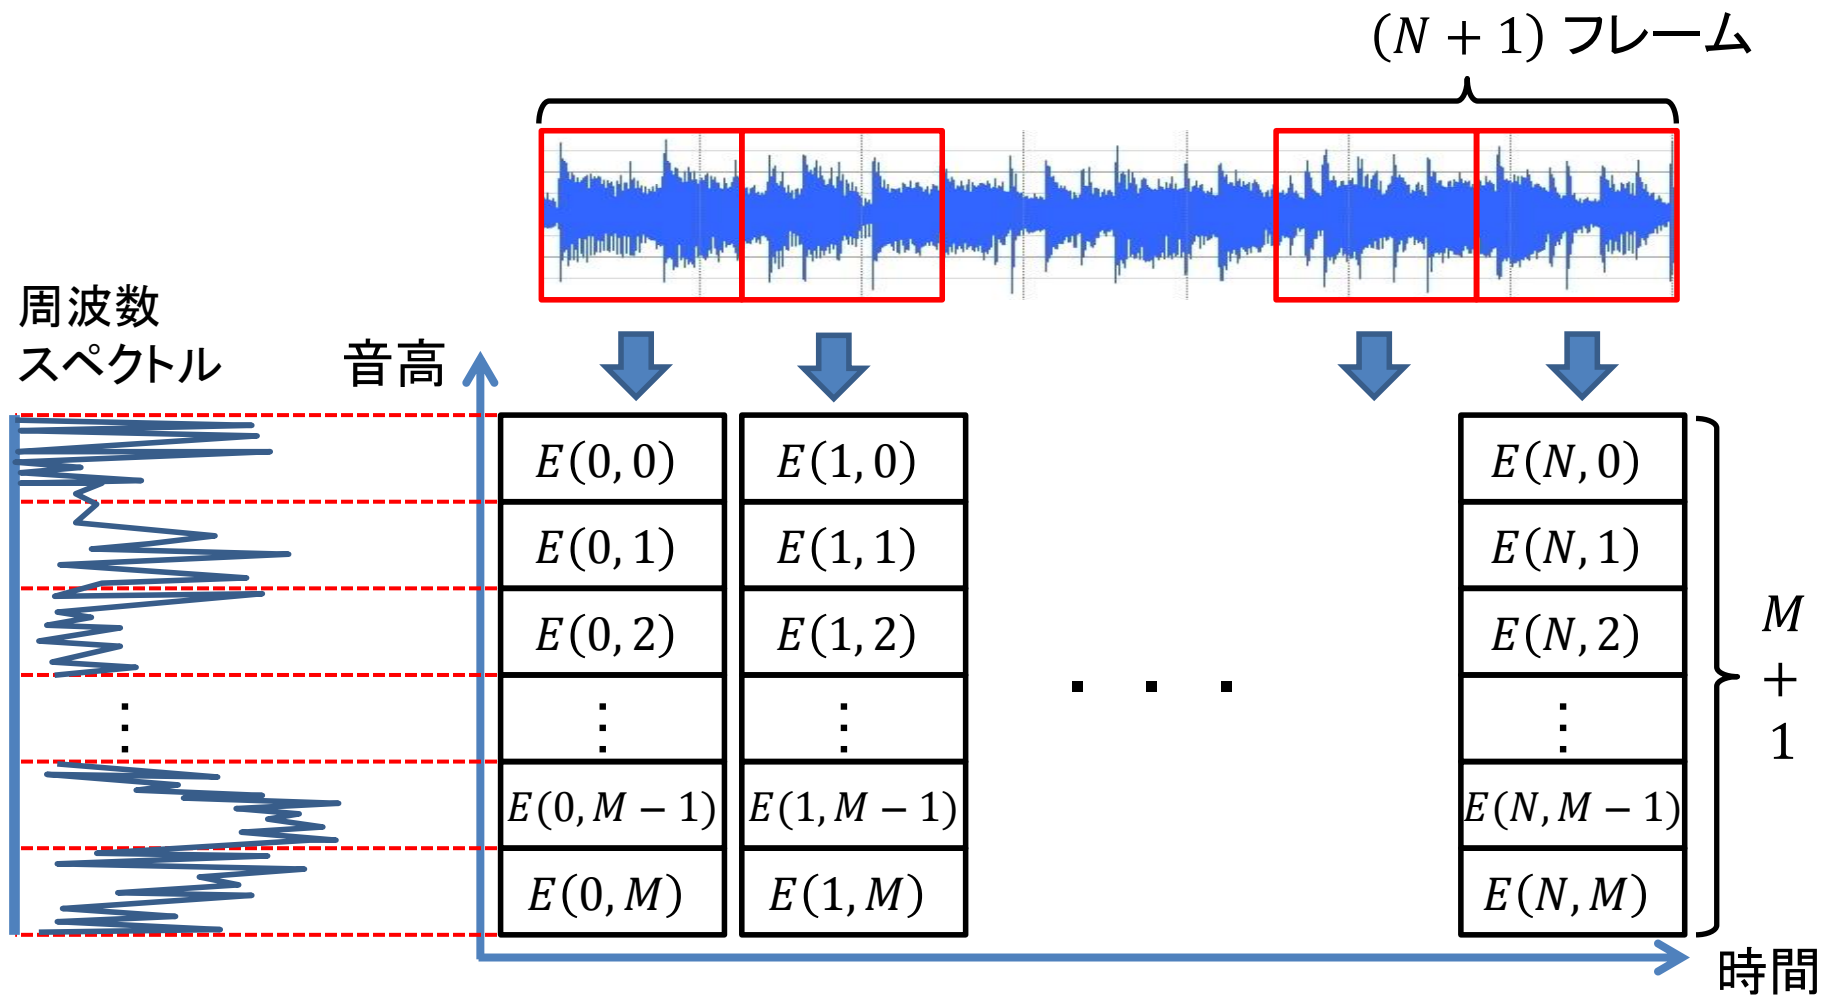 (N + 1) フレーム
周波数
スペクトル
音高
E(0, 0) E(1, 0) E(N, 0)
E(0, 1) E(1, 1) E(N, 1)
E(0, 2) E(1, 2) E(N, 2)
⋮ ⋮ ⋮ ⋮
. . .
E(0, M − 1) E(1, M − 1) E(N, M − 1)
E(0, M) E(1, M) E(N, M)
M
+
1
時間